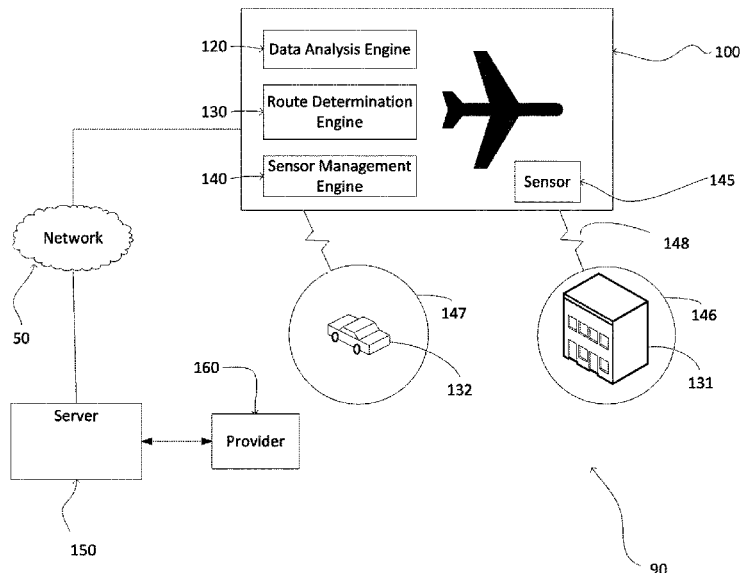 120
Data Analysis Engine
100
130
Route Determination
Engine
140
Sensor Management
Engine
Sensor
145
Network
148
50
147
146
132
131
160
Server
Provider
150
90